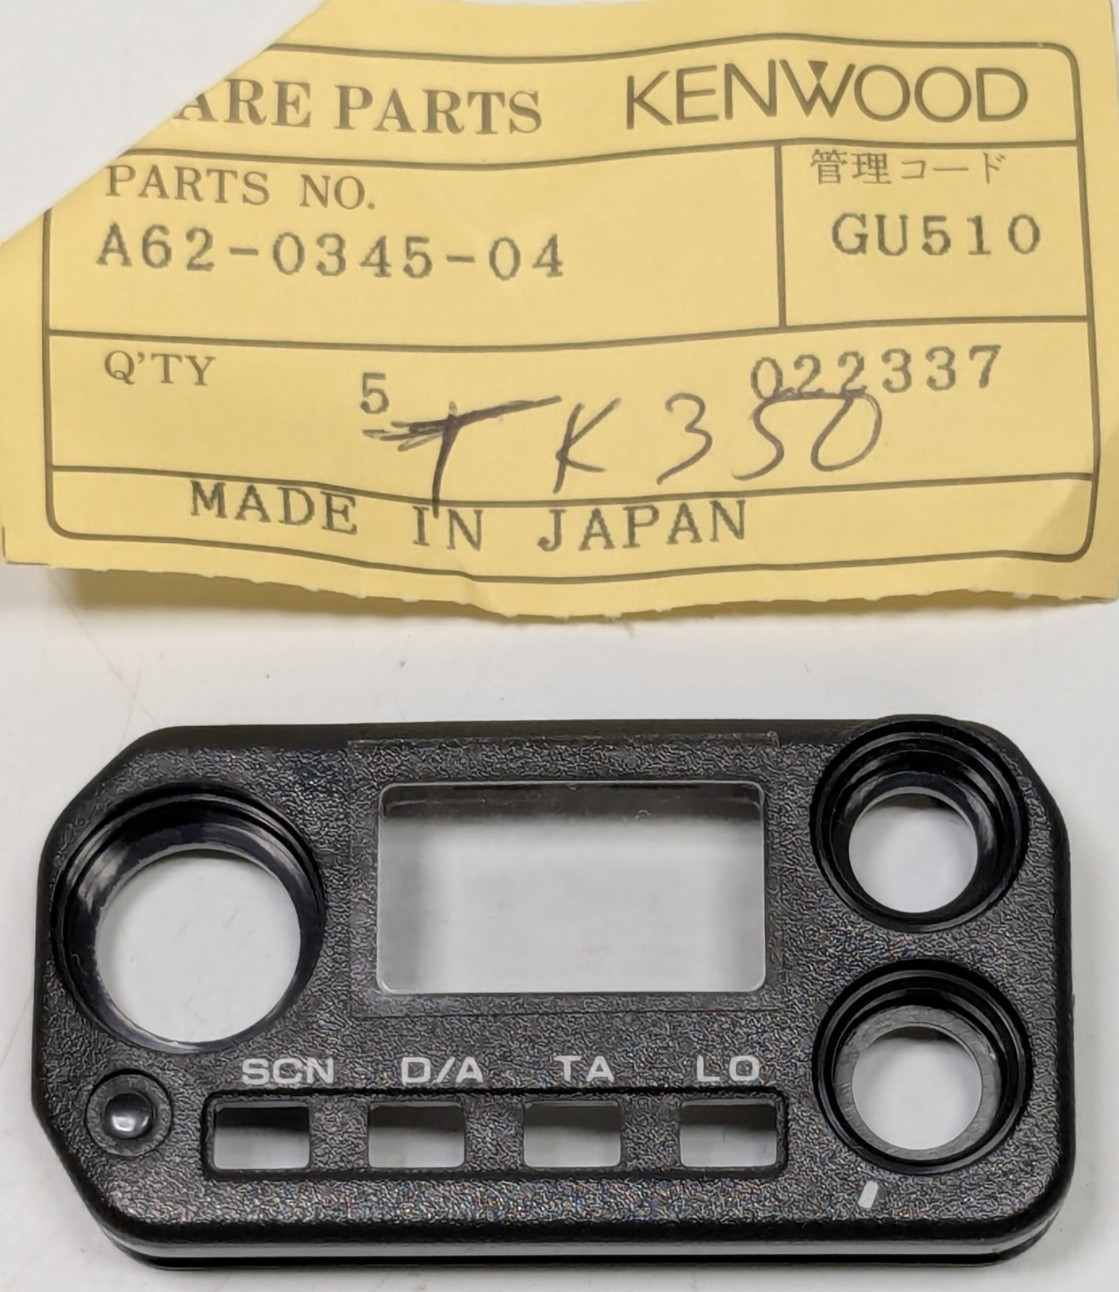 ARE PARTS KENWOOD
PARTS NO. 管理コード
A62-0345-04 GU510
Q'TY 5 022337
TK350
MADE IN JAPAN
SCN D/A TA LO